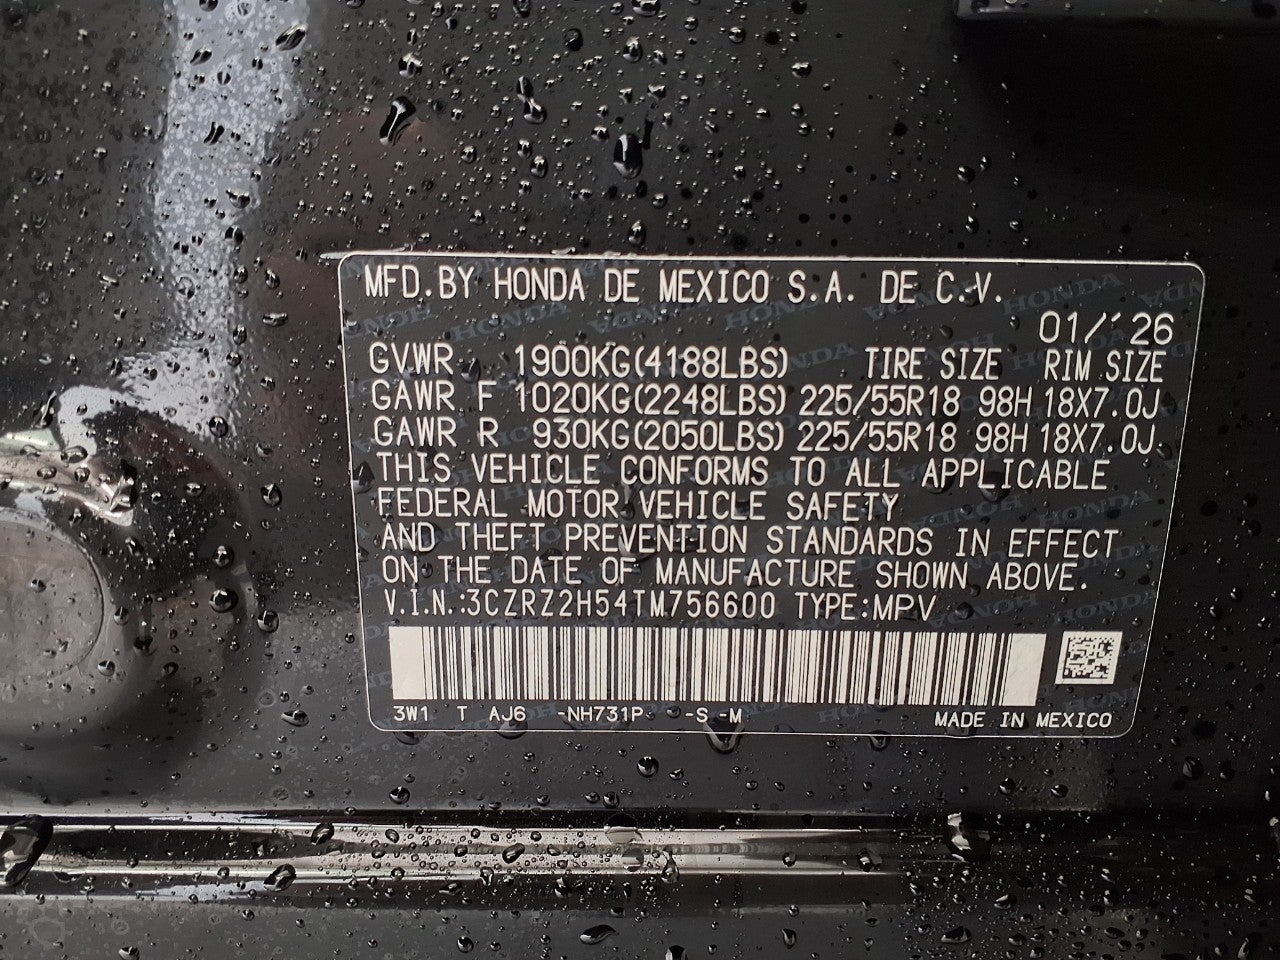 MFD. BY HONDA DE MEXICO S.A. DE C.V.
01/'26
GVWR 1900KG(4188LBS) TIRE SIZE RIM SIZE
GAWR F 1020KG(2248LBS) 225/55R18 98H 18X7.0J
GAWR R 930KG(2050LBS) 225/55R18 98H 18X7.0J
THIS VEHICLE CONFORMS TO ALL APPLICABLE
FEDERAL MOTOR VEHICLE SAFETY
AND THEFT PREVENTION STANDARDS IN EFFECT
ON THE DATE OF MANUFACTURE SHOWN ABOVE.
V.I.N.:3CZRZ2H54TM756600 TYPE:MPV
3W1 T AJ6 -NH731P -S -M MADE IN MEXICO